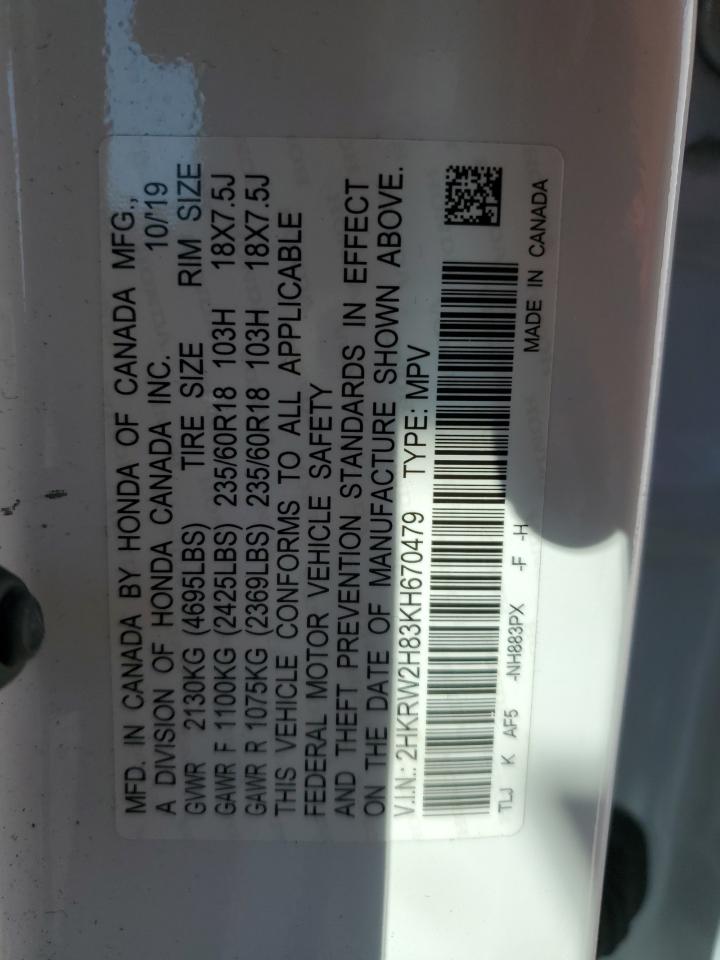 MFD. IN CANADA BY HONDA OF CANADA MFG.,
A DIVISION OF HONDA CANADA INC. 10/'19
GVWR 2130KG (4695LBS) TIRE SIZE RIM SIZE
GAWR F 1100KG (2425LBS) 235/60R18 103H 18X7.5J
GAWR R 1075KG (2369LBS) 235/60R18 103H 18X7.5J
THIS VEHICLE CONFORMS TO ALL APPLICABLE
FEDERAL MOTOR VEHICLE SAFETY
AND THEFT PREVENTION STANDARDS IN EFFECT
ON THE DATE OF MANUFACTURE SHOWN ABOVE.
V.I.N.: 2HKRW2H83KH670479 TYPE: MPV
TLJ K AF5 -NH883PX -F -H
MADE IN CANADA